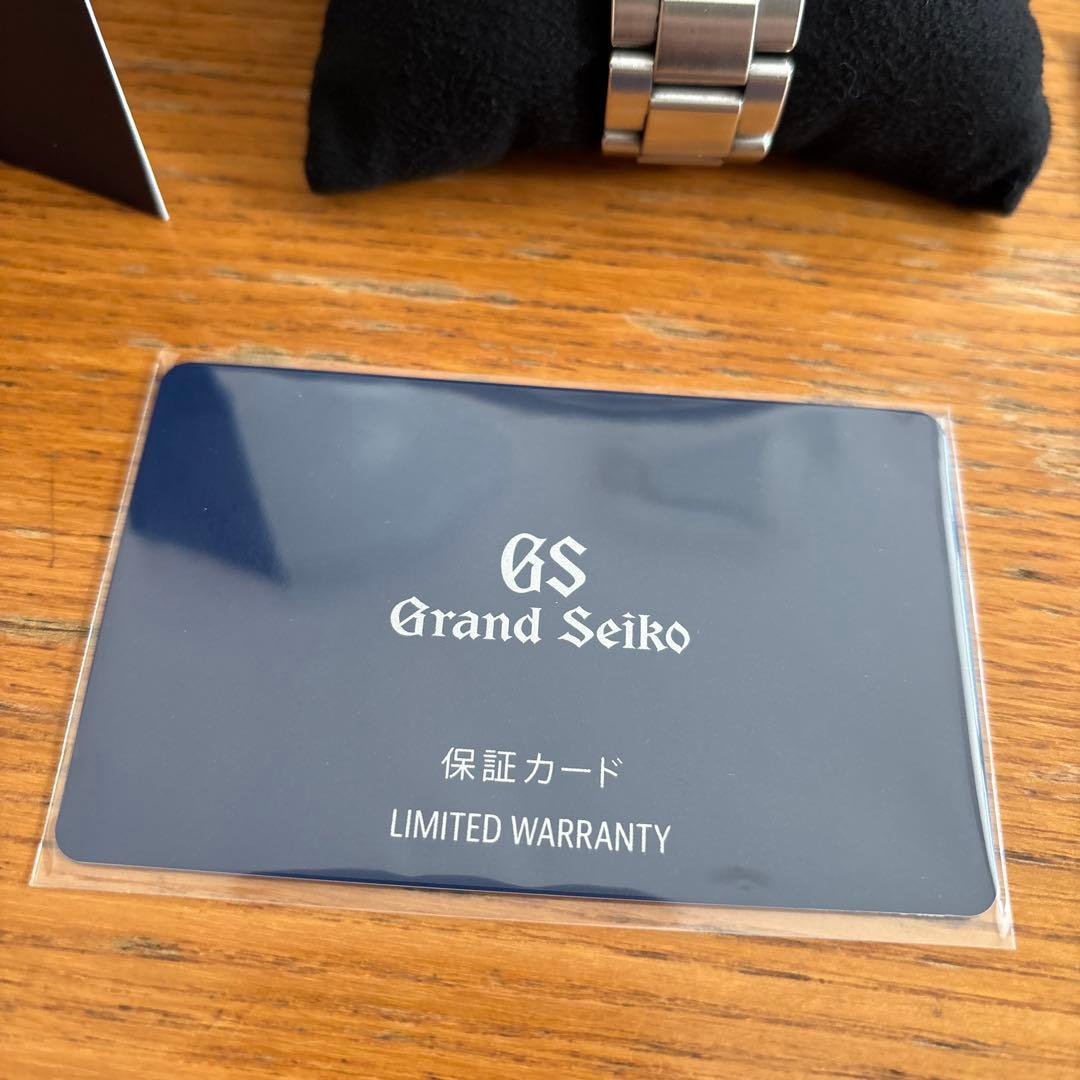 GS
Grand Seiko
保証カード
LIMITED WARRANTY